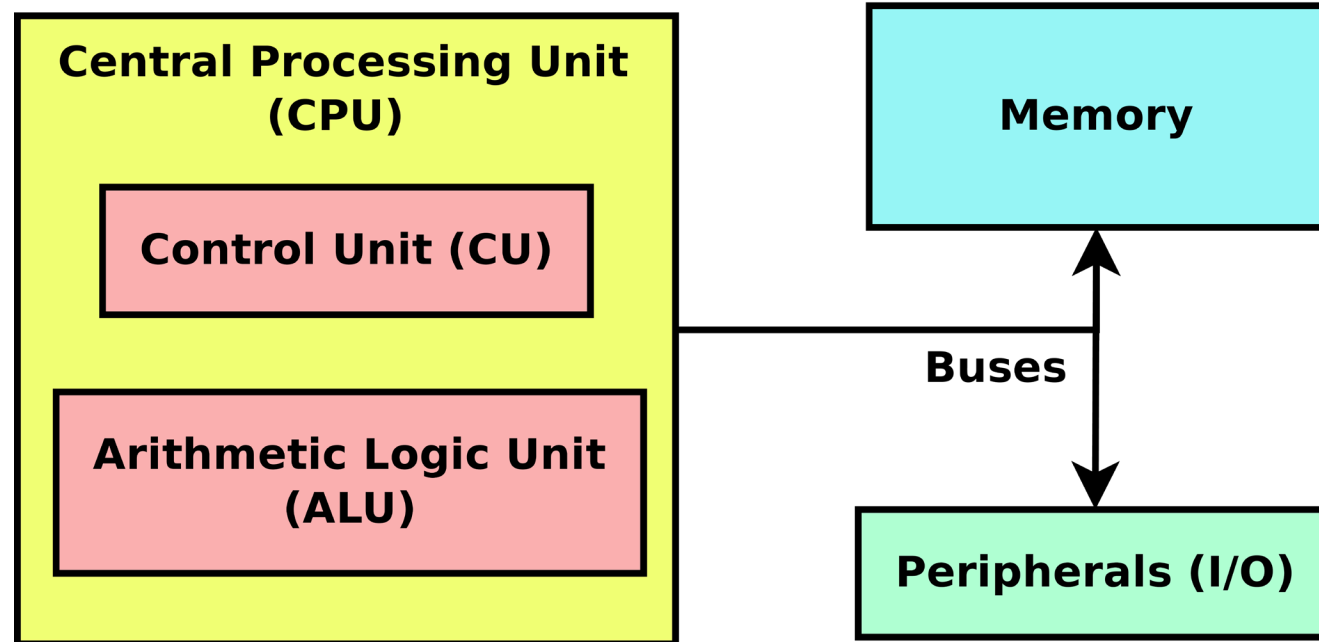 Central Processing Unit
(CPU)
Control Unit (CU)
Arithmetic Logic Unit
(ALU)
Memory
Buses
Peripherals (I/O)